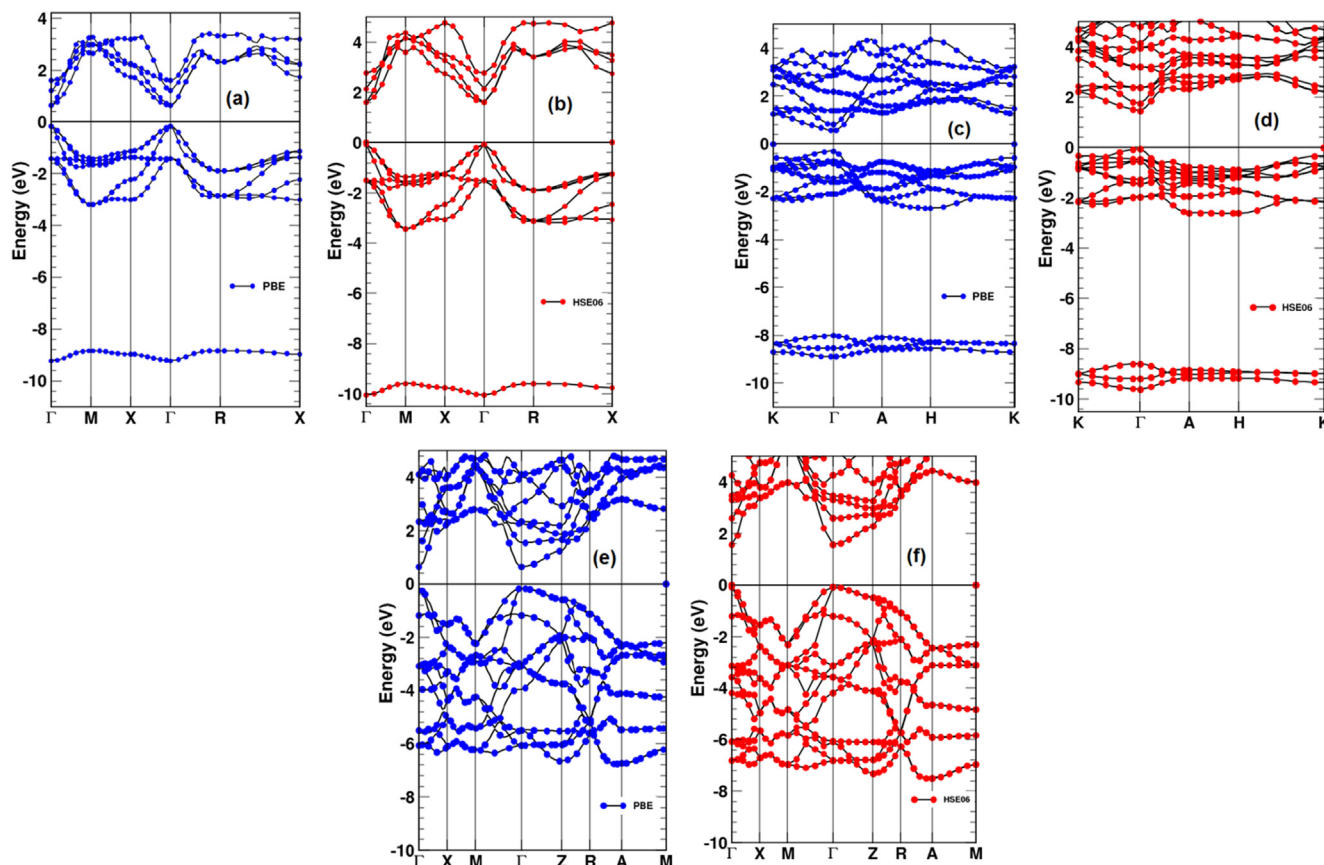 4
2
0
-2
-4
-6
-8
-10
Energy (eV)
(a)
PBE
Γ M X Γ R X
4
2
0
-2
-4
-6
-8
-10
Energy (eV)
(b)
HSE06
Γ M X Γ R X
4
2
0
-2
-4
-6
-8
-10
Energy (eV)
(c)
PBE
K Γ A H K
4
2
0
-2
-4
-6
-8
-10
Energy (eV)
(d)
HSE06
K Γ A H K
4
2
0
-2
-4
-6
-8
-10
Energy (eV)
(e)
PBE
Γ X M Γ Z R A M
4
2
0
-2
-4
-6
-8
-10
Energy (eV)
(f)
HSE06
Γ X M Γ Z R A M